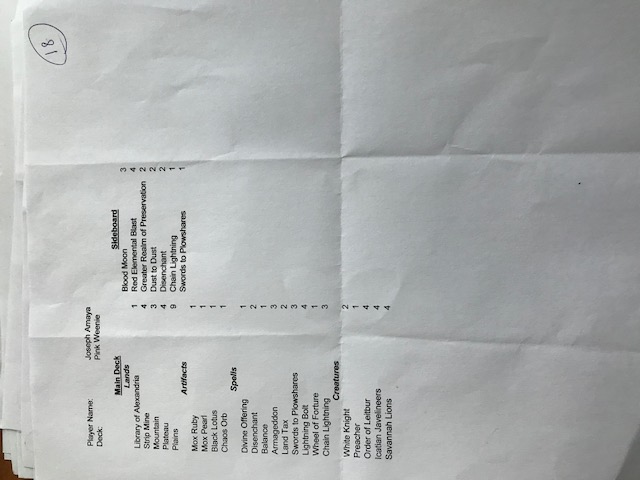 18
Player Name: Joseph Amaya
Deck: Pink Weenie
Main Deck
Lands
Library of Alexandria 1
Strip Mine 4
Mountain 3
Plateau 4
Plains 9
Artifacts
Mox Ruby 1
Mox Pearl 1
Black Lotus 1
Chaos Orb 1
Spells
Divine Offering 1
Disenchant 2
Balance 1
Armageddon 3
Land Tax 2
Swords to Plowshares 3
Lightning Bolt 4
Wheel of Forture 1
Chain Lightning 3
Creatures
White Knight 2
Preacher 1
Order of Leitbur 4
Icatian Javelineers 4
Savannah Lions 4
Sideboard
Blood Moon 3
Red Elemental Blast 4
Greater Realm of Preservation 2
Dust to Dust 2
Disenchant 2
Chain Lightning 1
Swords to Plowshares 1